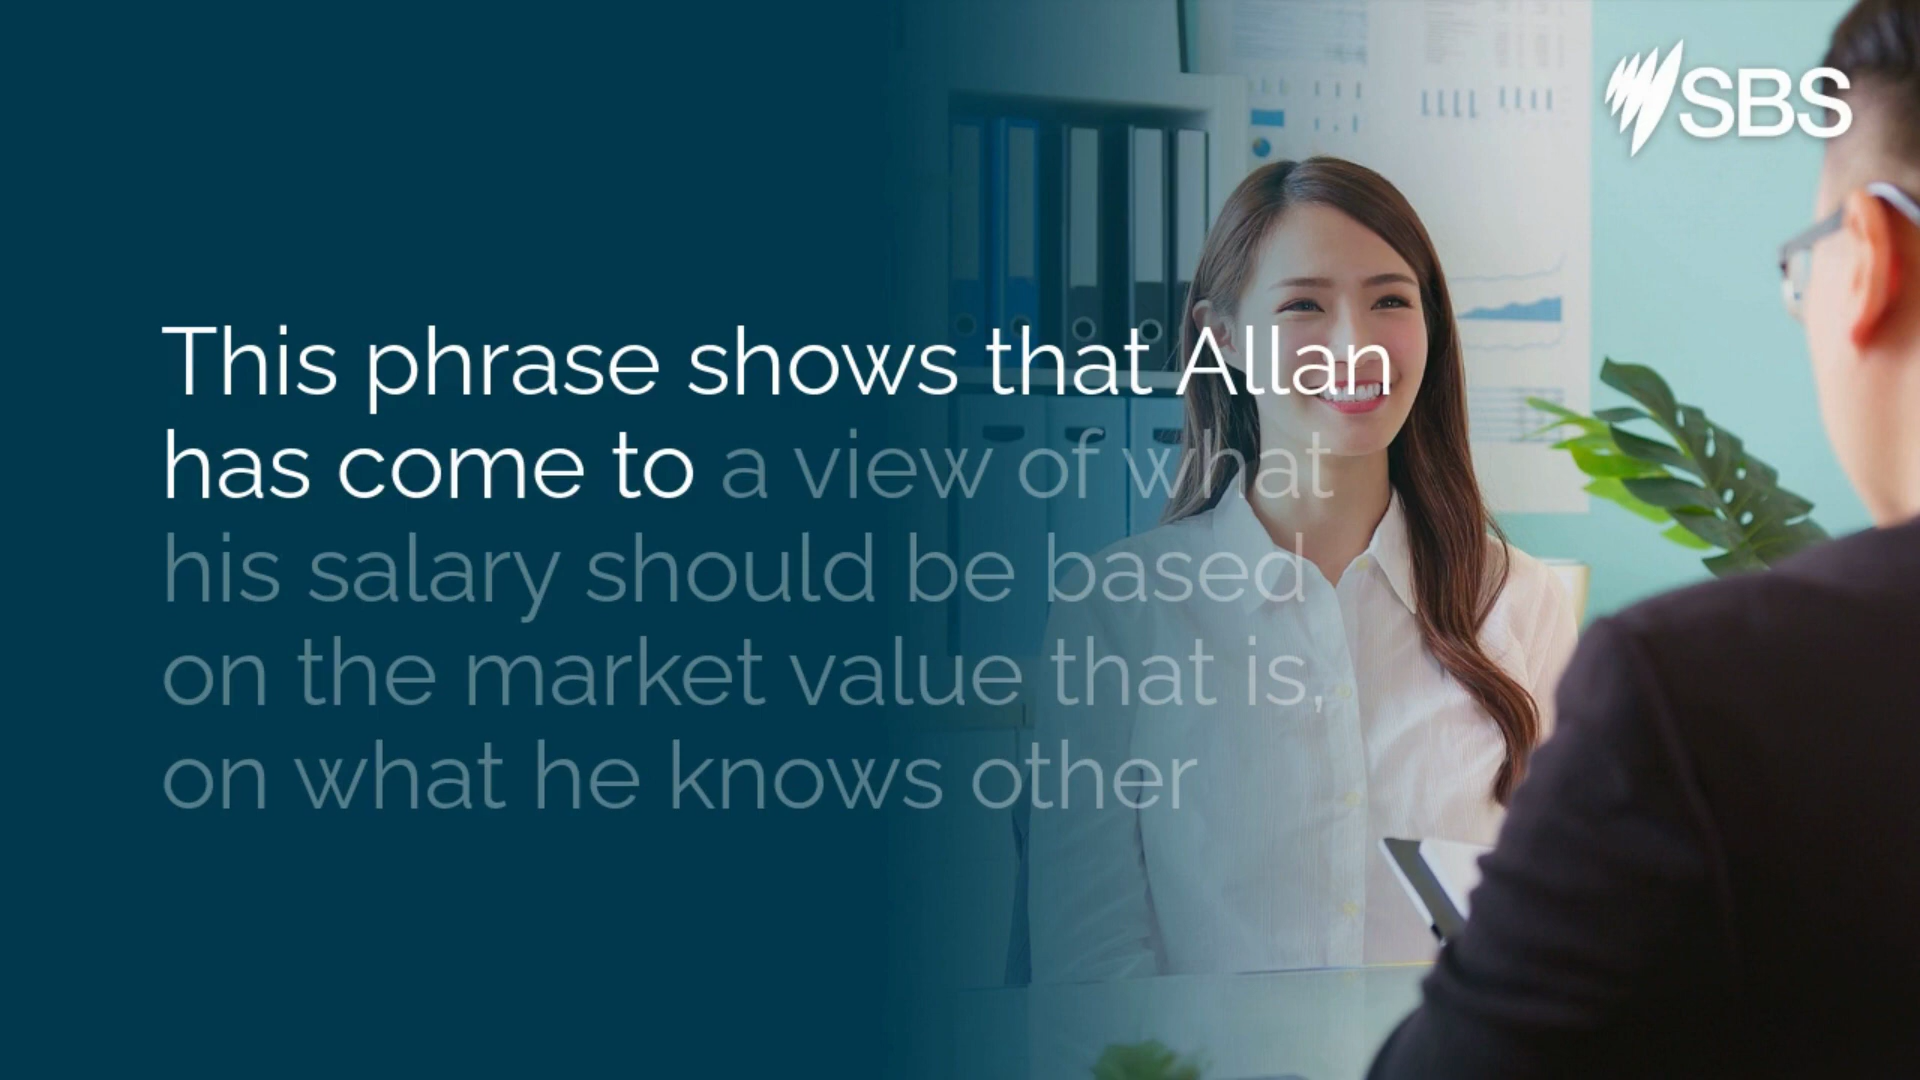 SBS
This phrase shows that Allan
has come to a view of what
his salary should be based
on the market value that is,
on what he knows other